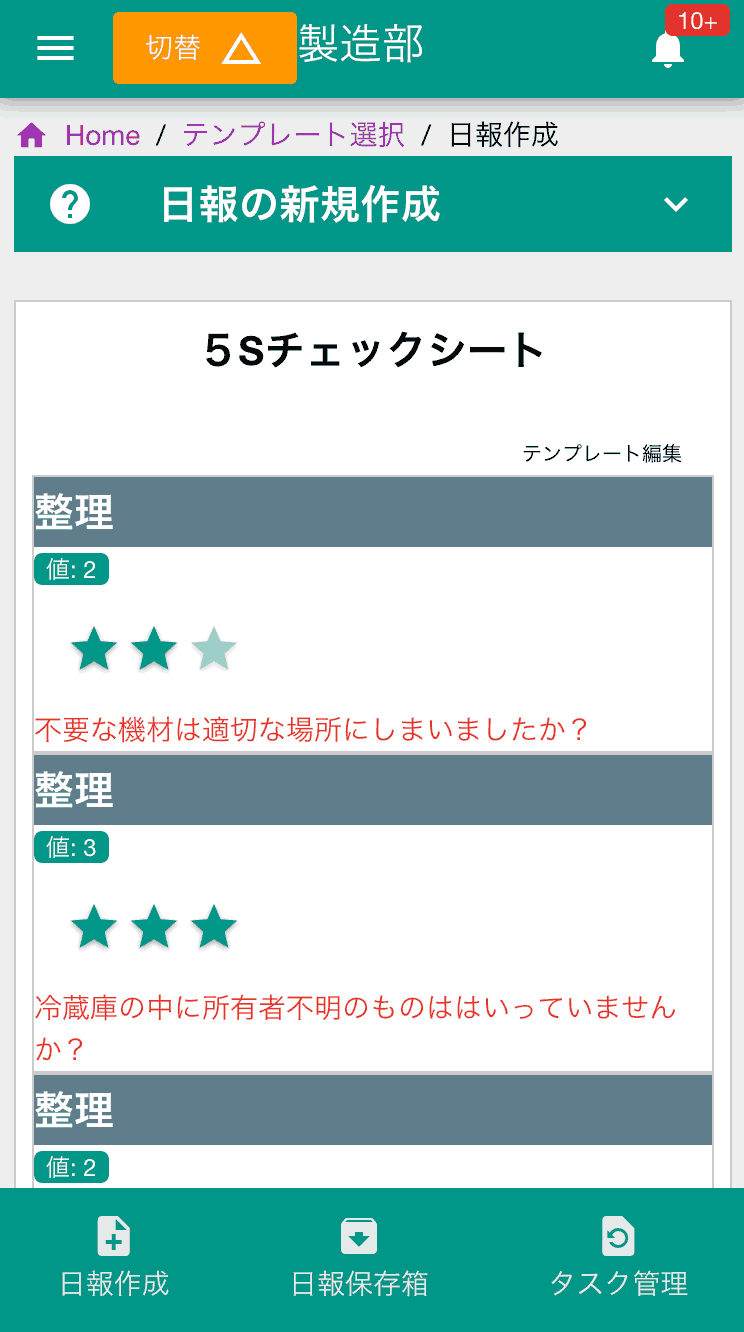 切替 製造部 10+
Home / テンプレート選択 / 日報作成
日報の新規作成
５Sチェックシート
テンプレート編集
整理
値: 2
不要な機材は適切な場所にしまいましたか？
整理
値: 3
冷蔵庫の中に所有者不明のものははいっていません
か？
整理
値: 2
日報作成 日報保存箱 タスク管理